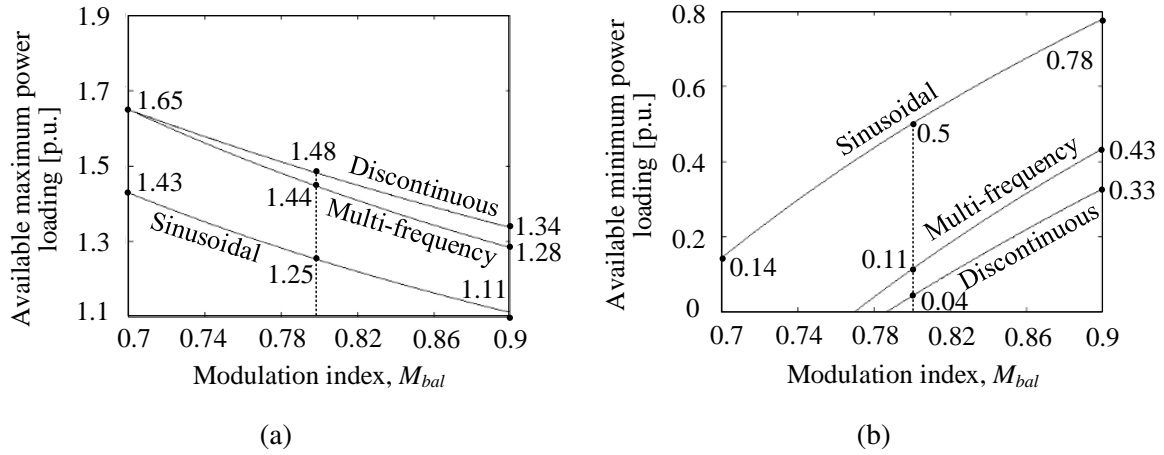 Available maximum power
loading [p.u.]
1.9
1.7
1.5
1.3
1.1
1.65
1.43
1.48
1.44
1.25
1.34
1.28
1.11
Discontinuous
Multi-frequency
Sinusoidal
0.7 0.74 0.78 0.82 0.86 0.9
Modulation index, Mbal
(a)
Available minimum power
loading [p.u.]
0.8
0.6
0.4
0.2
0
0.78
0.5
0.43
0.33
0.14
0.11
0.04
Sinusoidal
Multi-frequency
Discontinuous
0.7 0.74 0.78 0.82 0.86 0.9
Modulation index, Mbal
(b)